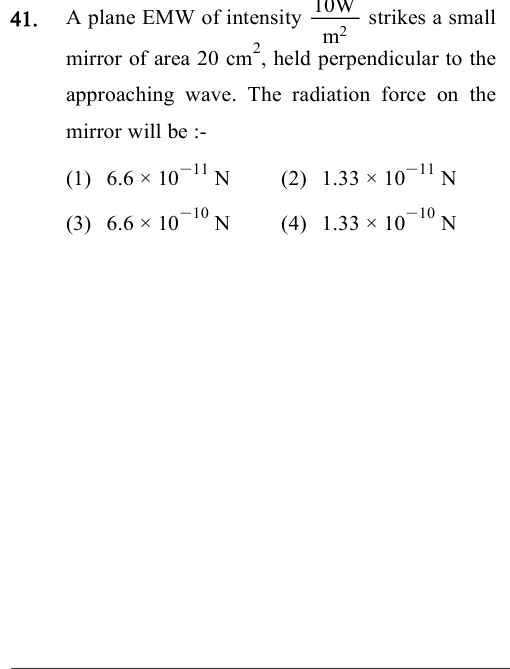 41. A plane EMW of intensity 10W/m² strikes a small
mirror of area 20 cm², held perpendicular to the
approaching wave. The radiation force on the
mirror will be :-
(1) 6.6 × 10⁻¹¹ N (2) 1.33 × 10⁻¹¹ N
(3) 6.6 × 10⁻¹⁰ N (4) 1.33 × 10⁻¹⁰ N